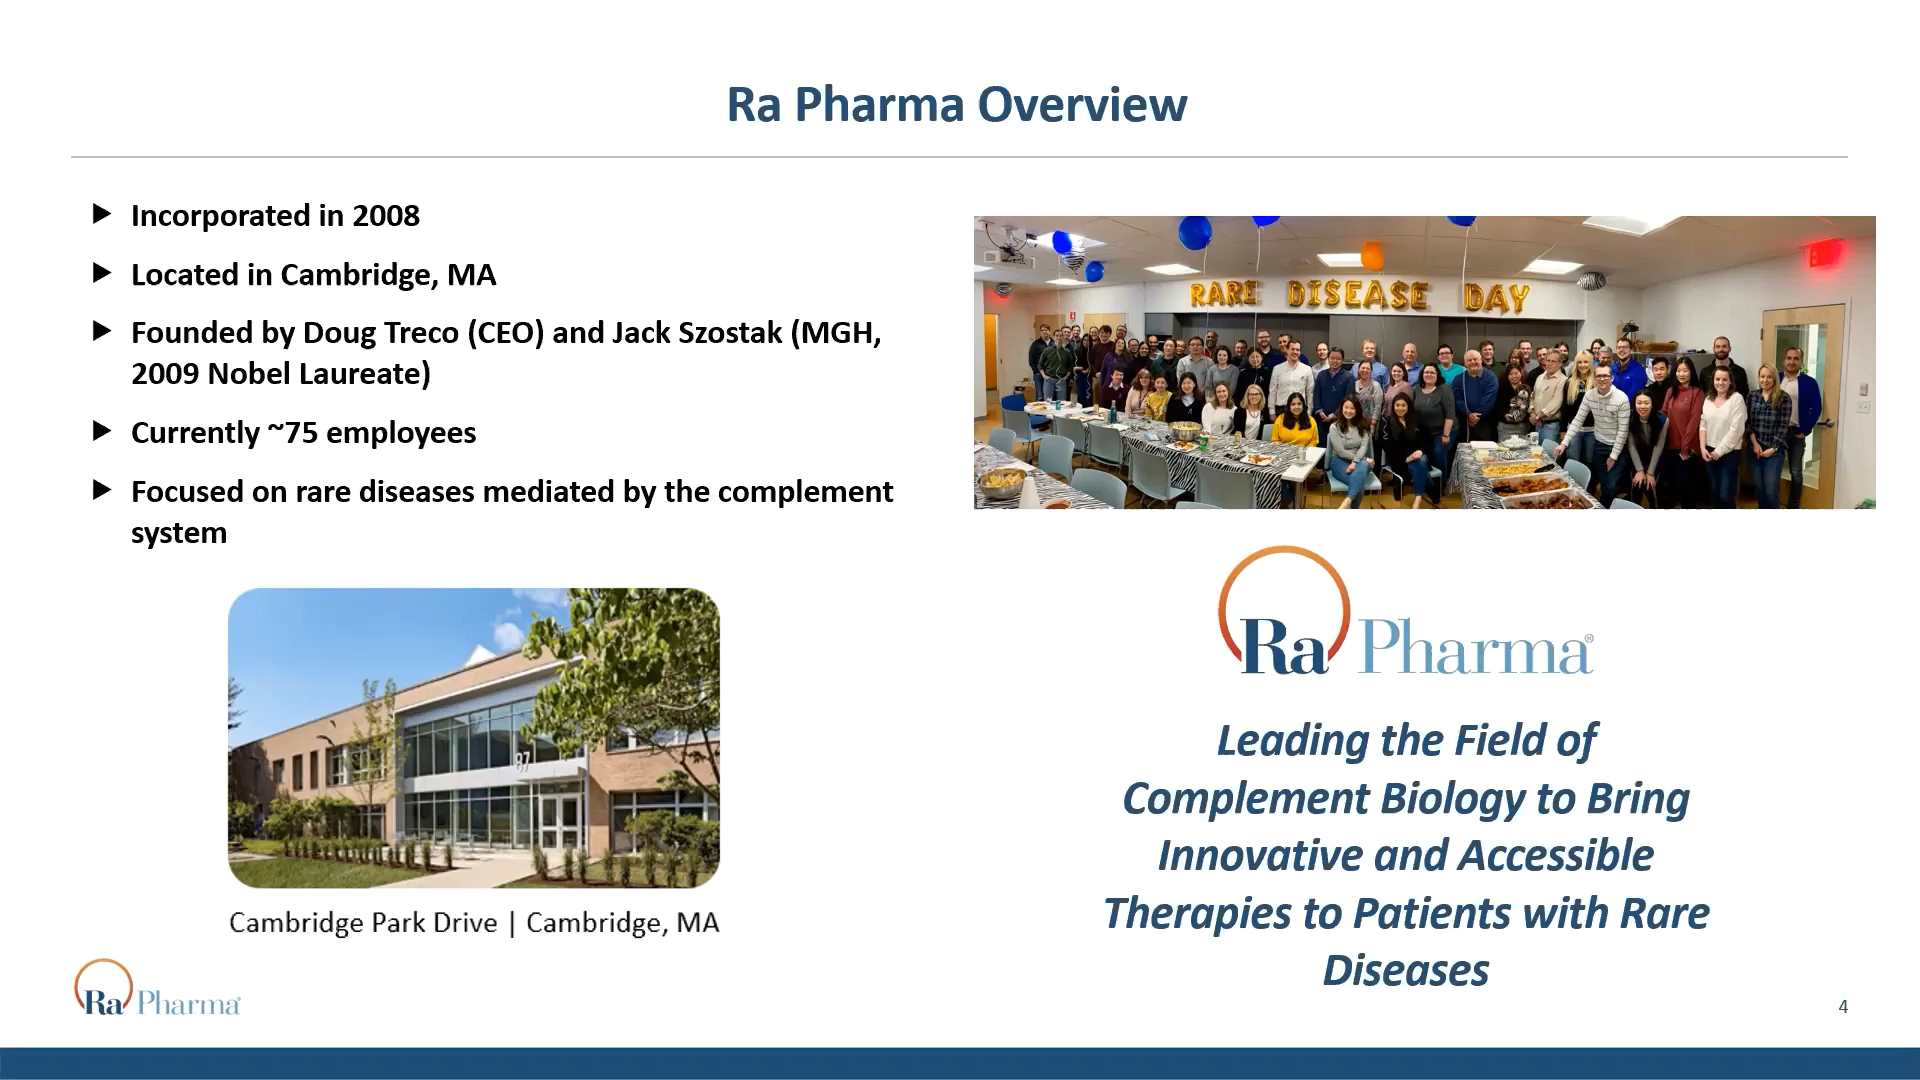 Ra Pharma Overview
▶ Incorporated in 2008
▶ Located in Cambridge, MA
▶ Founded by Doug Treco (CEO) and Jack Szostak (MGH,
2009 Nobel Laureate)
▶ Currently ~75 employees
▶ Focused on rare diseases mediated by the complement
system
87
Cambridge Park Drive | Cambridge, MA
RARE DISEASE DAY
Ra Pharma®
Leading the Field of
Complement Biology to Bring
Innovative and Accessible
Therapies to Patients with Rare
Diseases
Ra Pharma
4